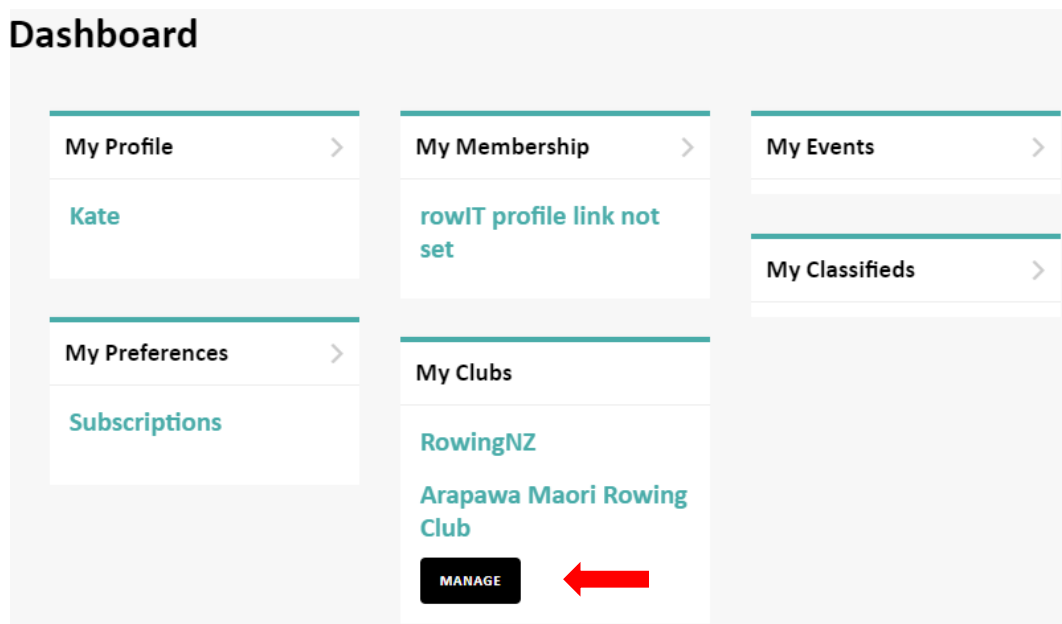 Dashboard
My Profile
Kate
My Preferences
Subscriptions
My Membership
rowIT profile link not
set
My Clubs
RowingNZ
Arapawa Maori Rowing
Club
MANAGE
My Events
My Classifieds